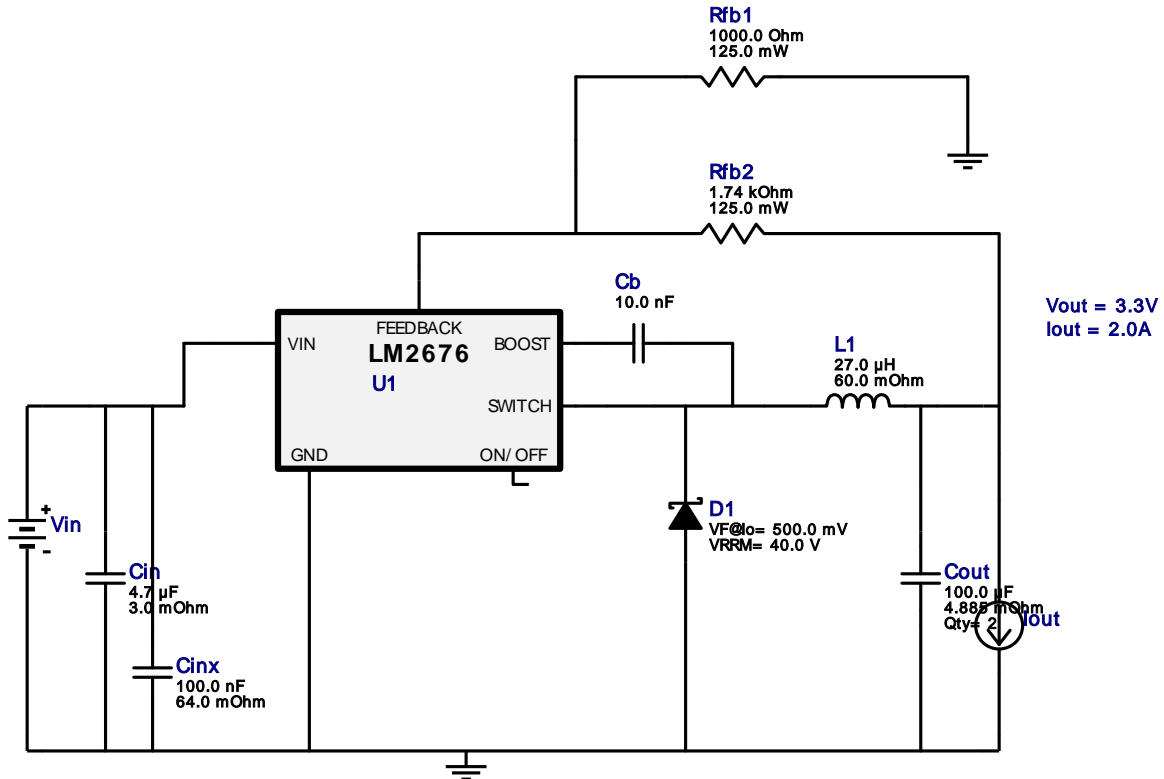 Rfb1
1000.0 Ohm
125.0 mW
Rfb2
1.74 kOhm
125.0 mW
Cb
10.0 nF
Vout = 3.3V
Iout = 2.0A
FEEDBACK
VIN
LM2676
BOOST
U1
L1
27.0 µH
60.0 mOhm
SWITCH
GND
ON/ OFF
+
Vin
-
D1
VF@Io= 500.0 mV
VRRM= 40.0 V
Cin
4.7 µF
3.0 mOhm
Cout
100.0 µF
4.885 mOhm
Qty= 2
Iout
Cinx
100.0 nF
64.0 mOhm